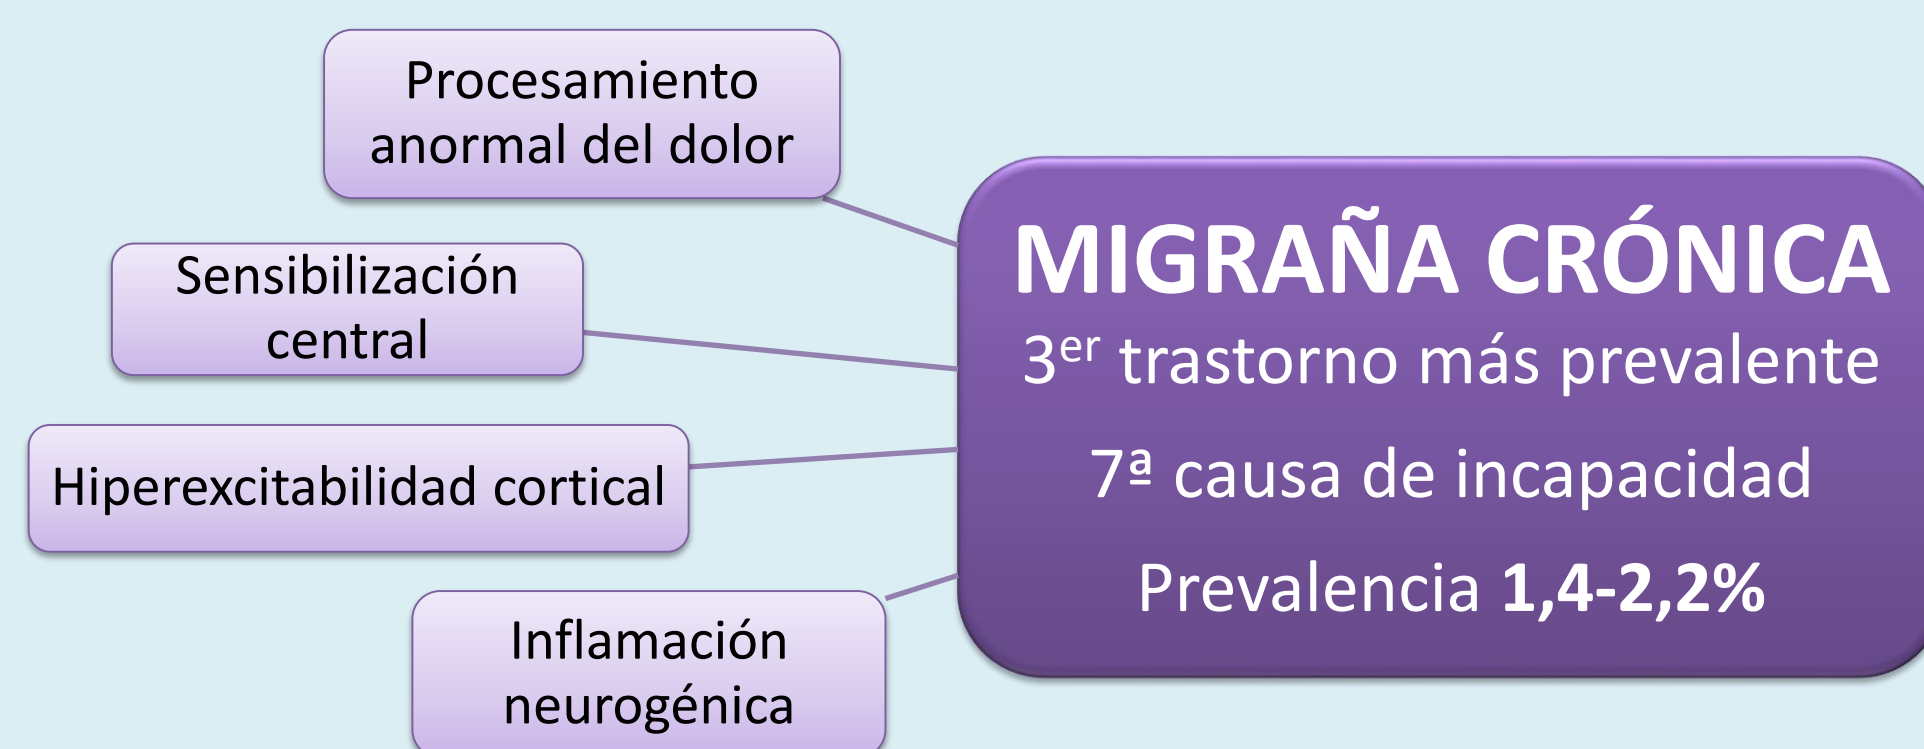 Procesamiento
anormal del dolor
Sensibilización
central
Hiperexcitabilidad cortical
Inflamación
neurogénica
MIGRAÑA CRÓNICA
3er trastorno más prevalente
7ª causa de incapacidad
Prevalencia 1,4-2,2%